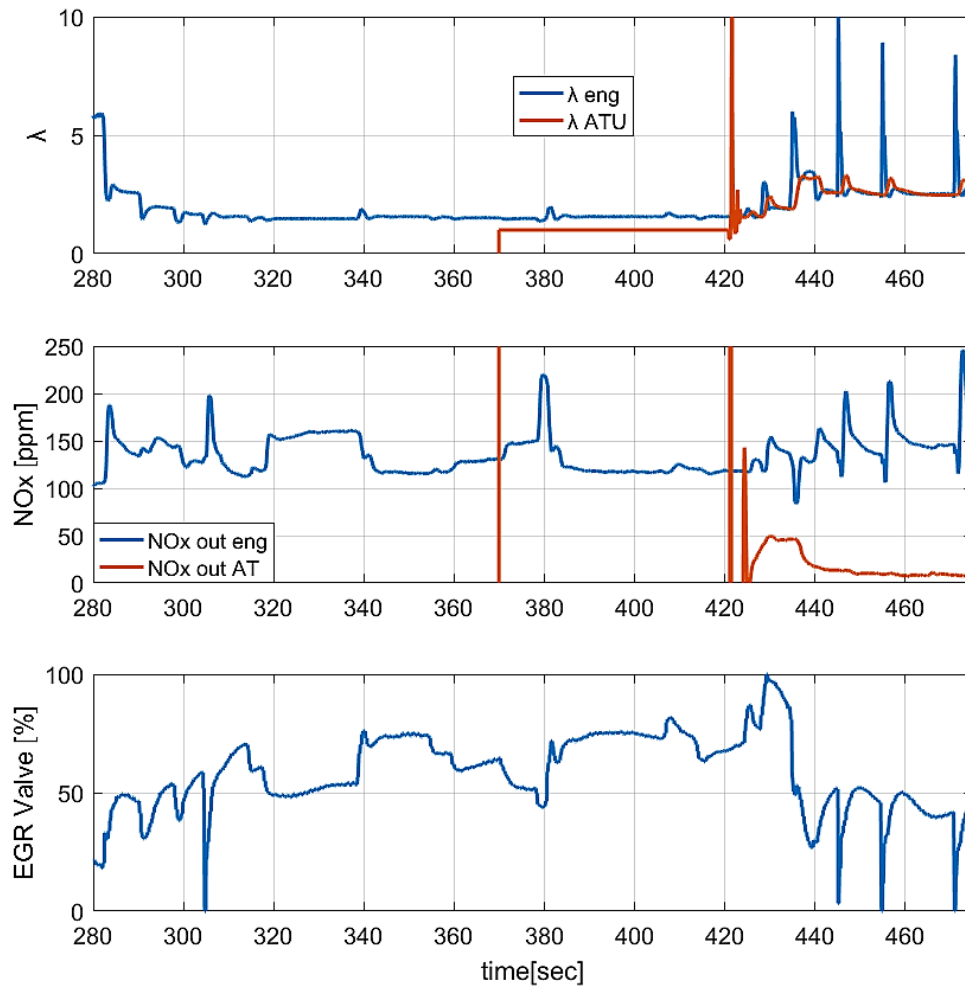 10
5
0
λ
λ eng
λ ATU
280 300 320 340 360 380 400 420 440 460
250
200
150
100
50
0
NOx [ppm]
NOx out eng
NOx out AT
280 300 320 340 360 380 400 420 440 460
100
50
0
EGR Valve [%]
280 300 320 340 360 380 400 420 440 460
time[sec]